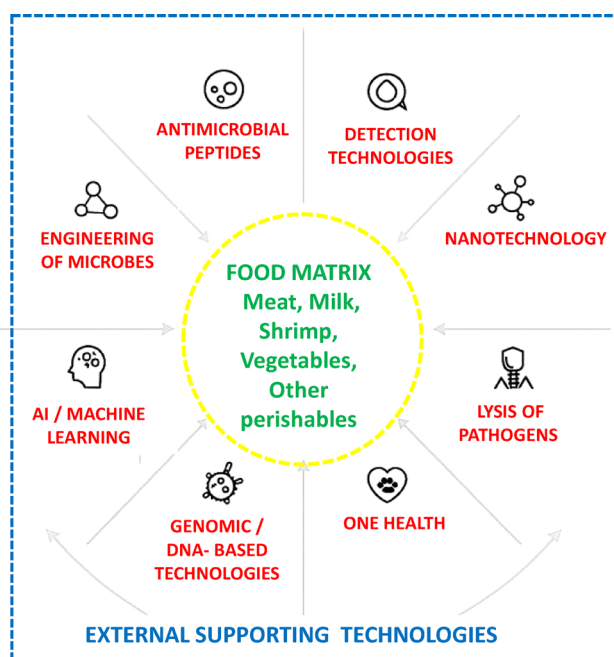 ANTIMICROBIAL
PEPTIDES
DETECTION
TECHNOLOGIES
ENGINEERING
OF MICROBES
NANOTECHNOLOGY
FOOD MATRIX
Meat, Milk,
Shrimp,
Vegetables,
Other
perishables
AI / MACHINE
LEARNING
LYSIS OF
PATHOGENS
GENOMIC /
DNA- BASED
TECHNOLOGIES
ONE HEALTH
EXTERNAL SUPPORTING TECHNOLOGIES